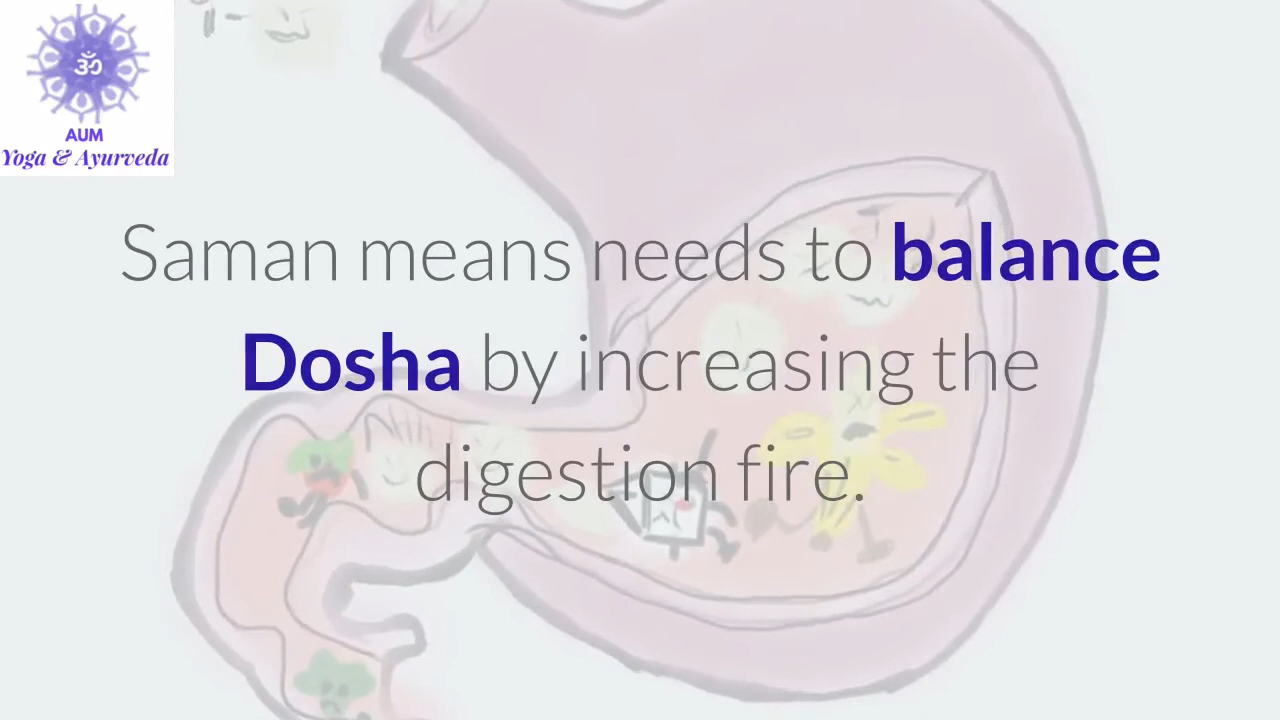 ॐ
AUM
Yoga & Ayurveda
Saman means needs to balance
Dosha by increasing the
digestion fire.